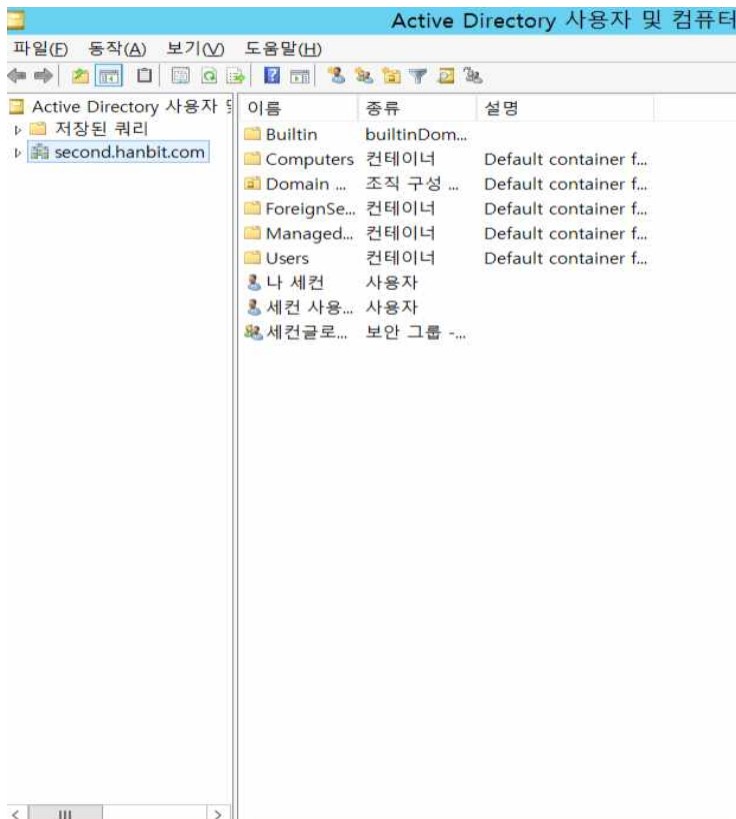 Active Directory 사용자 및 컴퓨터
파일(F) 동작(A) 보기(V) 도움말(H)
Active Directory 사용자 및
저장된 쿼리
second.hanbit.com
이름 종류 설명
Builtin builtinDom...
Computers 컨테이너 Default container f...
Domain ... 조직 구성 ... Default container f...
ForeignSe... 컨테이너 Default container f...
Managed... 컨테이너 Default container f...
Users 컨테이너 Default container f...
나 세컨 사용자
세컨 사용... 사용자
세컨글로... 보안 그룹 -...